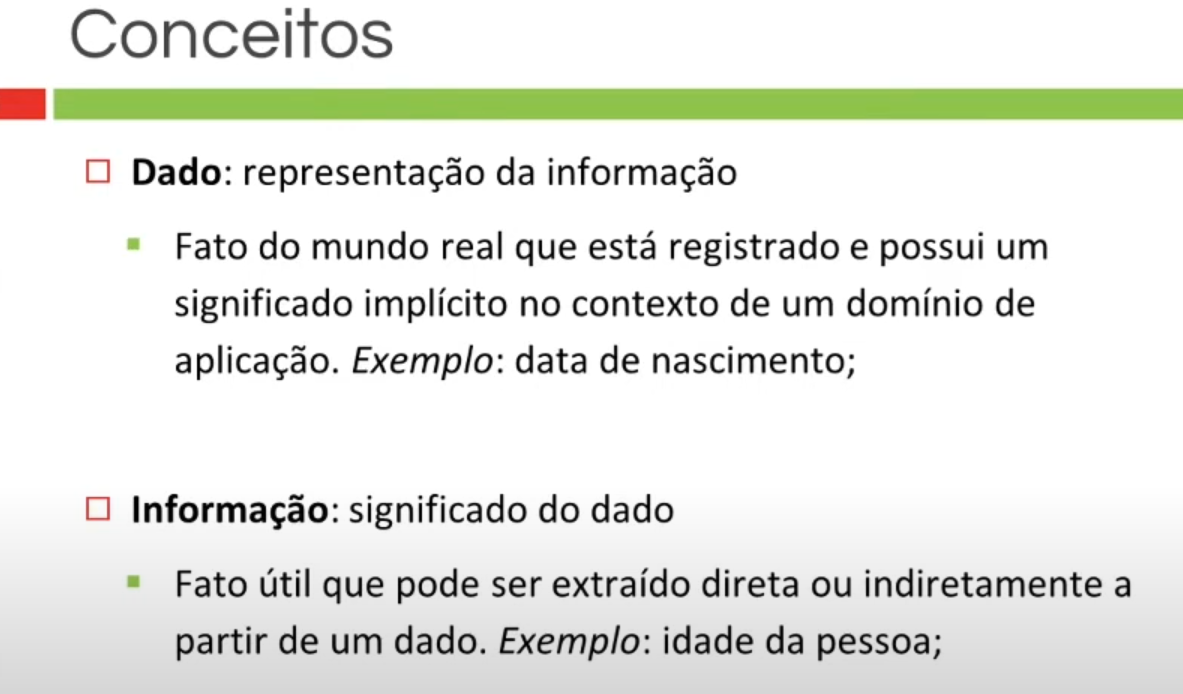 Conceitos
Dado: representação da informação
Fato do mundo real que está registrado e possui um
significado implícito no contexto de um domínio de
aplicação. Exemplo: data de nascimento;
Informação: significado do dado
Fato útil que pode ser extraído direta ou indiretamente a
partir de um dado. Exemplo: idade da pessoa;